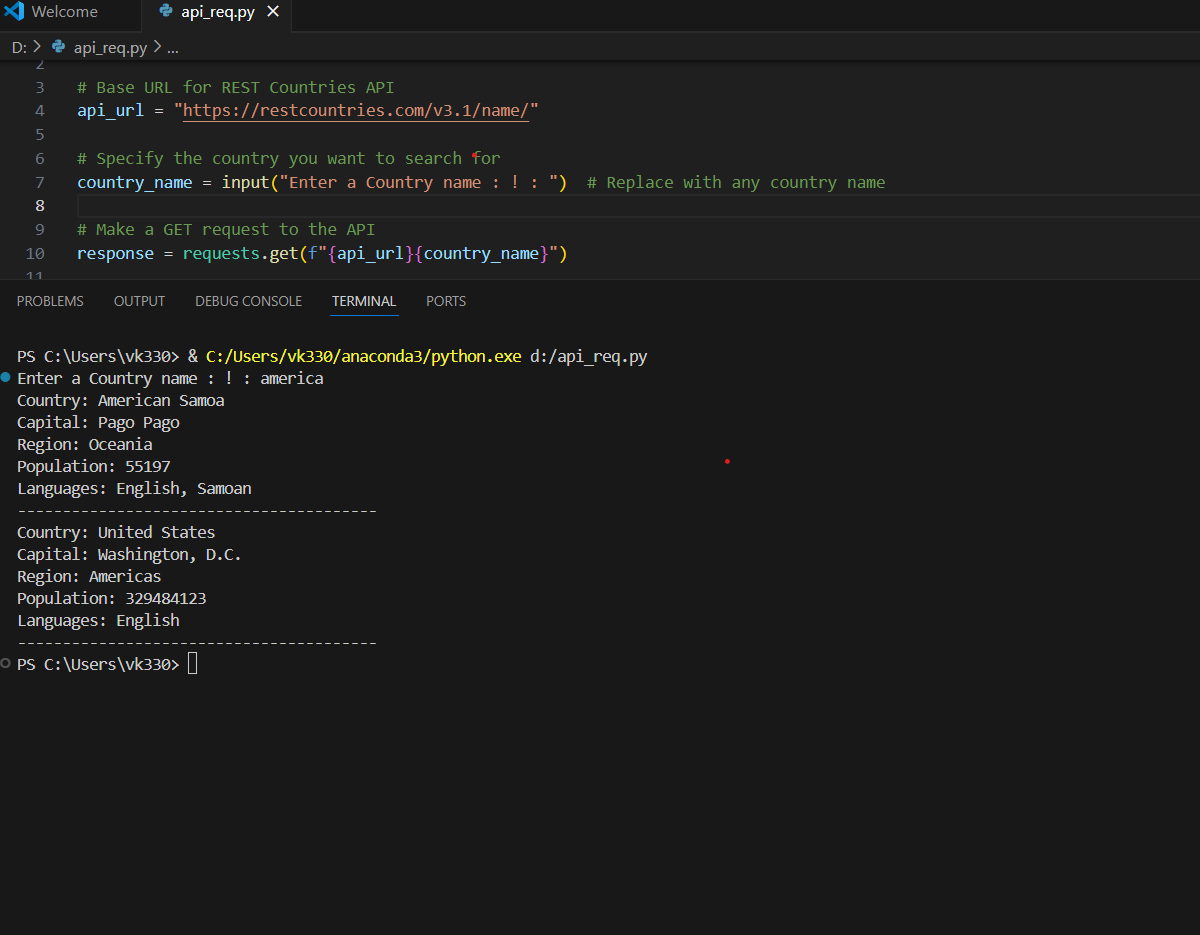 Welcome
api_req.py
D: > api_req.py > ...
2
3 # Base URL for REST Countries API
4 api_url = "https://restcountries.com/v3.1/name/"
5
6 # Specify the country you want to search for
7 country_name = input("Enter a Country name : ! : ")  # Replace with any country name
8
9 # Make a GET request to the API
10 response = requests.get(f"{api_url}{country_name}")
11
PROBLEMS OUTPUT DEBUG CONSOLE TERMINAL PORTS
PS C:\Users\vk330> & C:/Users/vk330/anaconda3/python.exe d:/api_req.py
Enter a Country name : ! : america
Country: American Samoa
Capital: Pago Pago
Region: Oceania
Population: 55197
Languages: English, Samoan
----------------------------------------
Country: United States
Capital: Washington, D.C.
Region: Americas
Population: 329484123
Languages: English
----------------------------------------
PS C:\Users\vk330>